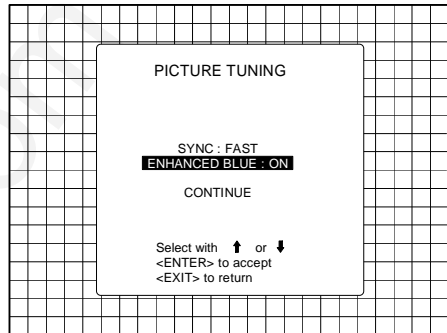 PICTURE TUNING
SYNC : FAST
ENHANCED BLUE : ON
CONTINUE
Select with ⬆ or ⬇
<ENTER> to accept
<EXIT> to return